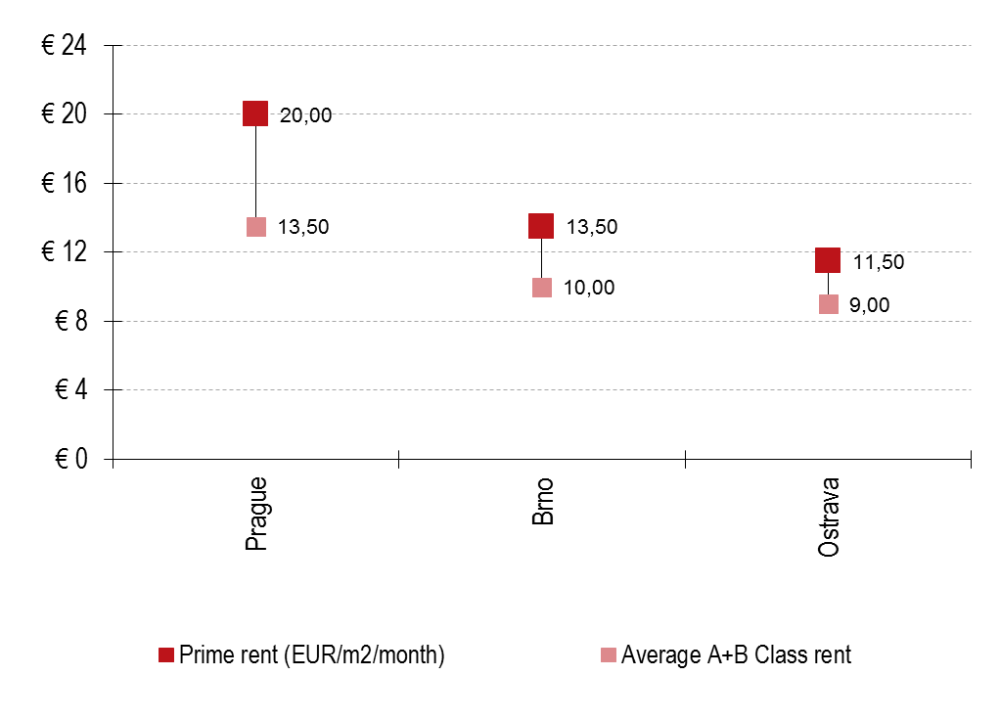 € 24
€ 20
€ 16
€ 12
€ 8
€ 4
€ 0
20,00
13,50
13,50
10,00
11,50
9,00
Prague
Brno
Ostrava
Prime rent (EUR/m2/month)
Average A+B Class rent